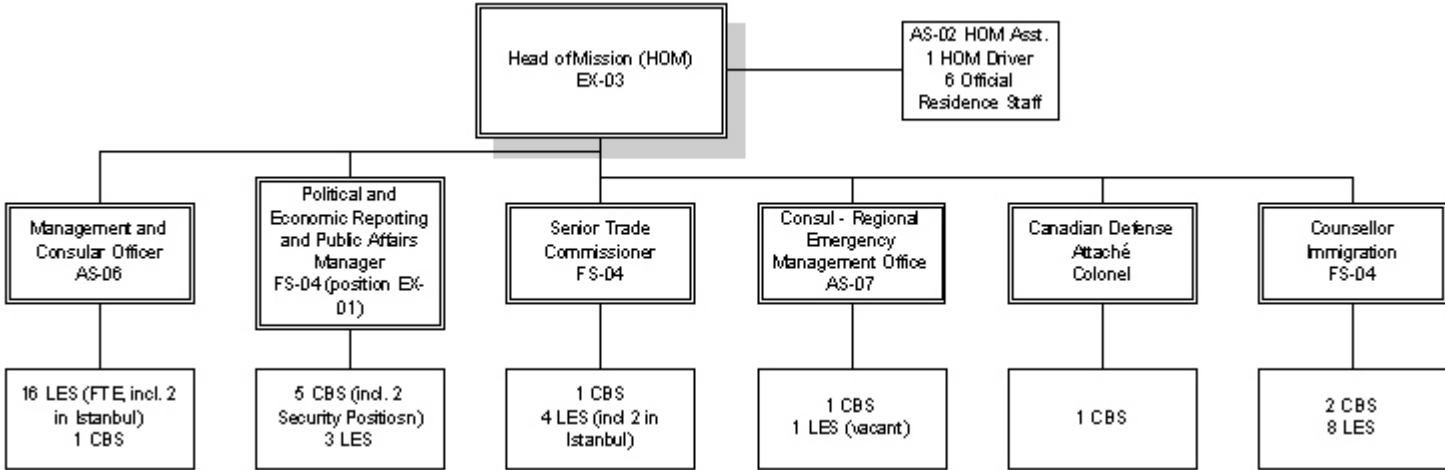 Head of Mission (HOM)
EX-03
AS-02 HOM Asst.
1 HOM Driver
6 Official
Residence Staff
Management and
Consular Officer
AS-06
Political and
Economic Reporting
and Public Affairs
Manager
FS-04 (position EX-
01)
Senior Trade
Commissioner
FS-04
Consul - Regional
Emergency
Management Office
AS-07
Canadian Defense
Attaché
Colonel
Counsellor
Immigration
FS-04
16 LES (FTE, incl. 2
in Istanbul)
1 CBS
5 CBS (incl. 2
Security Positiosn)
3 LES
1 CBS
4 LES (incl 2 in
Istanbul)
1 CBS
1 LES (vacant)
1 CBS
2 CBS
8 LES